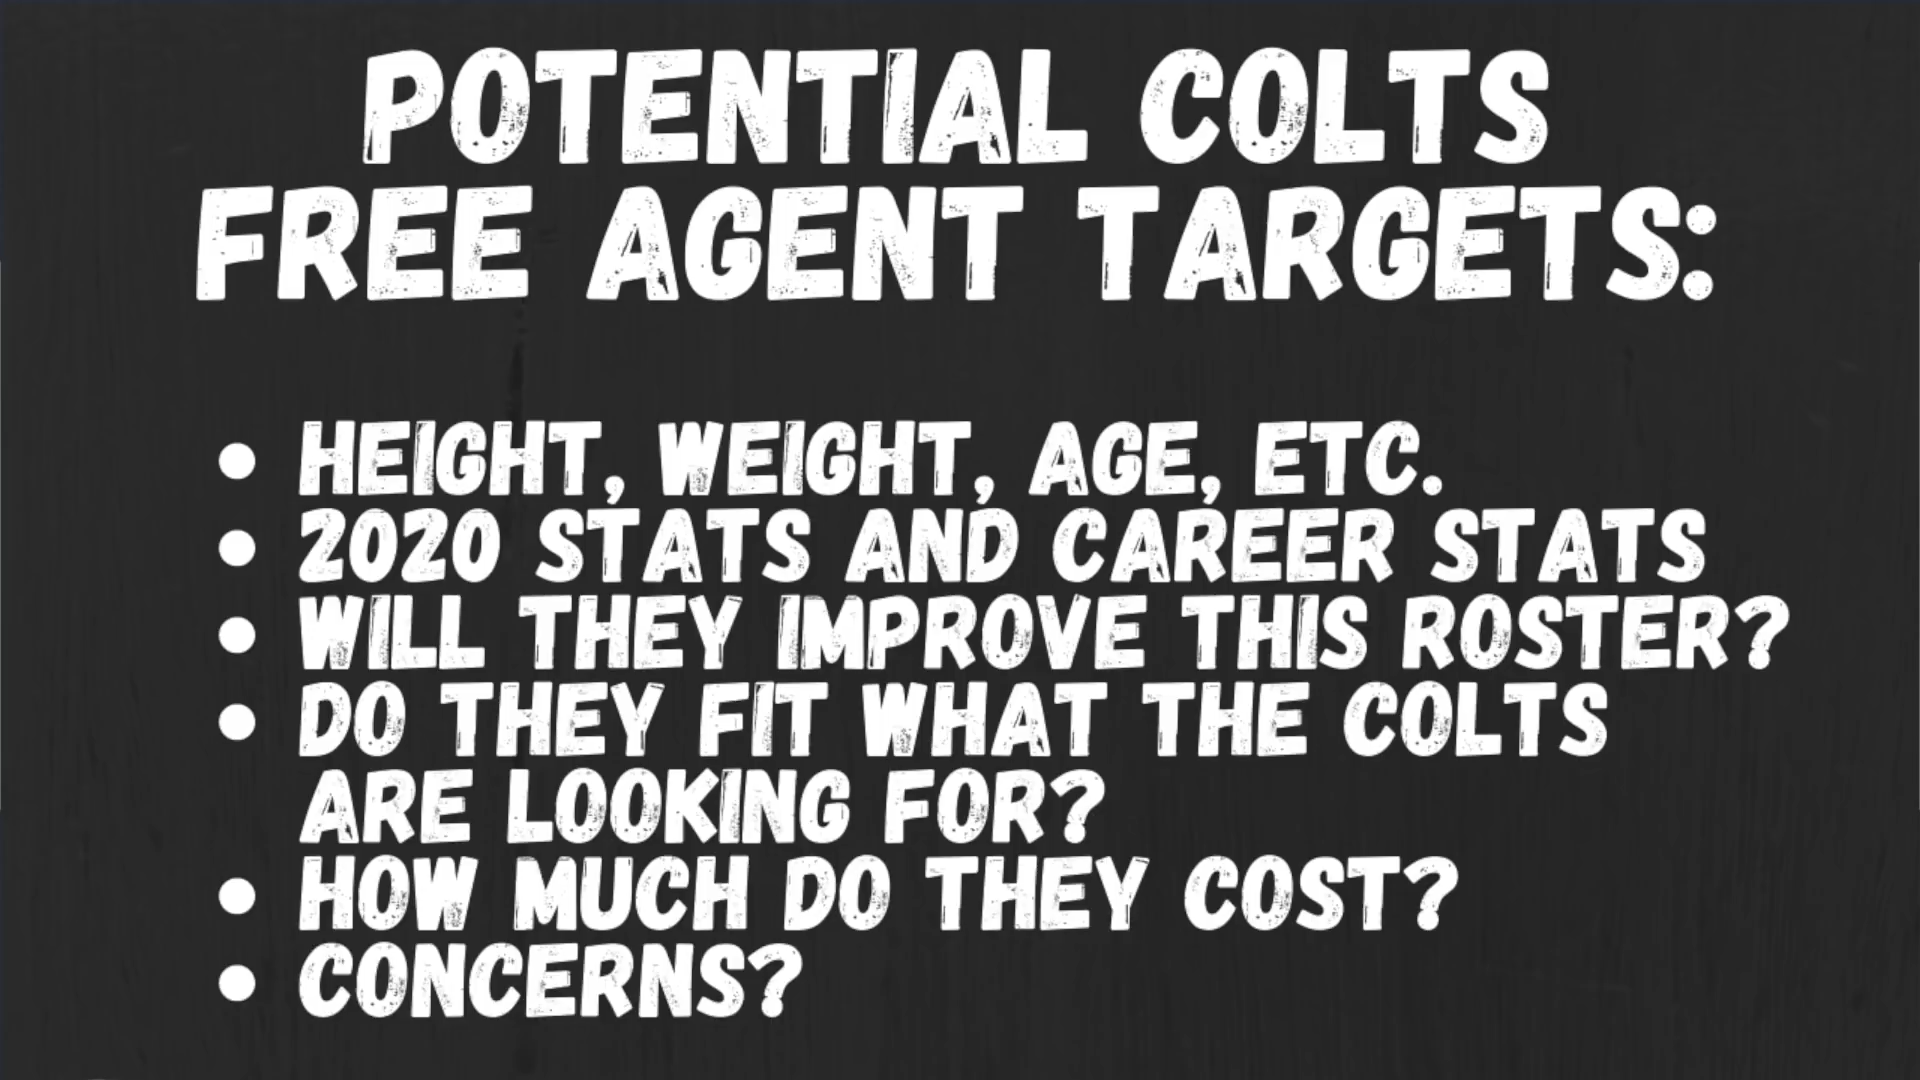 POTENTIAL COLTS
FREE AGENT TARGETS:
• HEIGHT, WEIGHT, AGE, ETC.
• 2020 STATS AND CAREER STATS
• WILL THEY IMPROVE THIS ROSTER?
• DO THEY FIT WHAT THE COLTS
ARE LOOKING FOR?
• HOW MUCH DO THEY COST?
• CONCERNS?